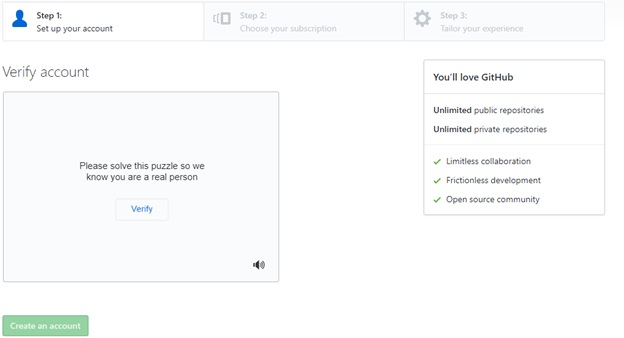 Step 1:
Set up your account
Step 2:
Choose your subscription
Step 3:
Tailor your experience
Verify account
Please solve this puzzle so we
know you are a real person
Verify
Create an account
You'll love GitHub
Unlimited public repositories
Unlimited private repositories
Limitless collaboration
Frictionless development
Open source community